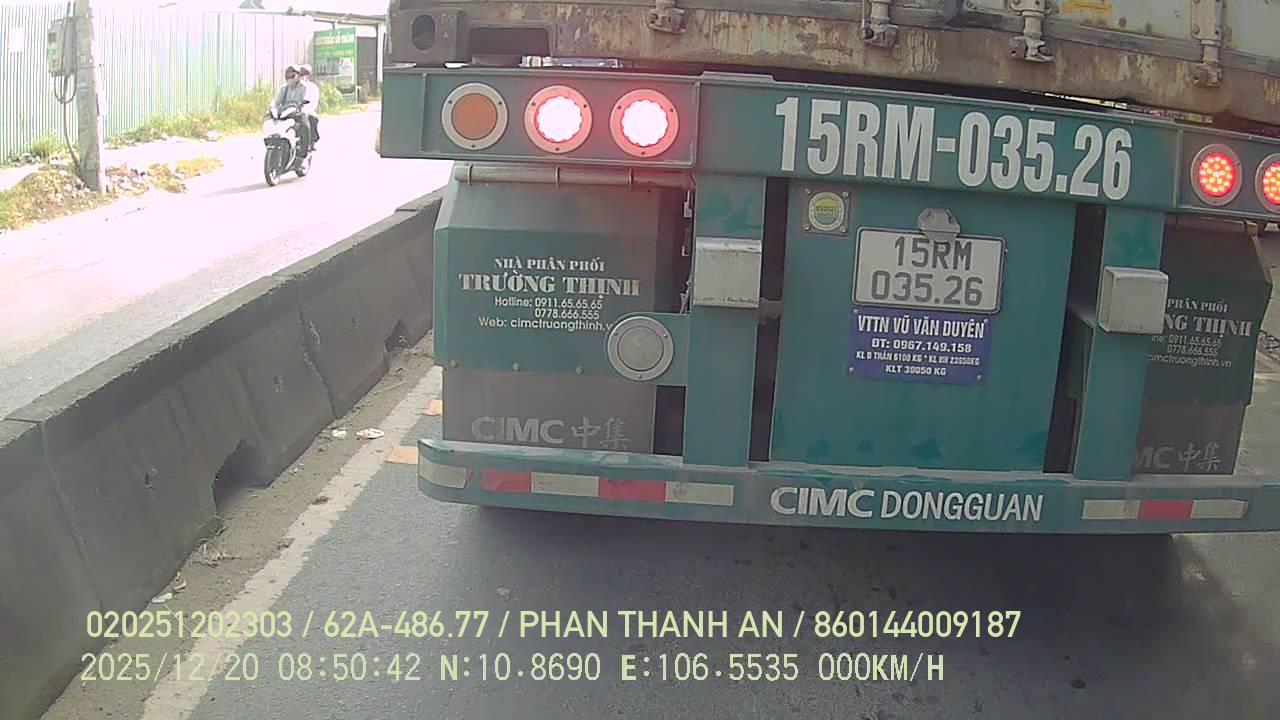 15RM-035.26
15RM
035.26
NHÀ PHÂN PHỐI
TRƯỜNG THỊNH
Hotline: 0911.65.65.65
0778.666.555
Web: cimctruongthinh.v
VTTN VŨ VĂN DUYÊN
ĐT: 0967.149.158
KLT 39050 KG
PHÂN PHỐI
NG THỊNH
0911.65.65.65
0778.666.555
cimctruongthinh.vn
CIMC 中集
MC 中集
CIMC DONGGUAN
020251202303 / 62A-486.77 / PHAN THANH AN / 860144009187
2025/12/20 08:50:42 N:10.8690 E:106.5535 000KM/H